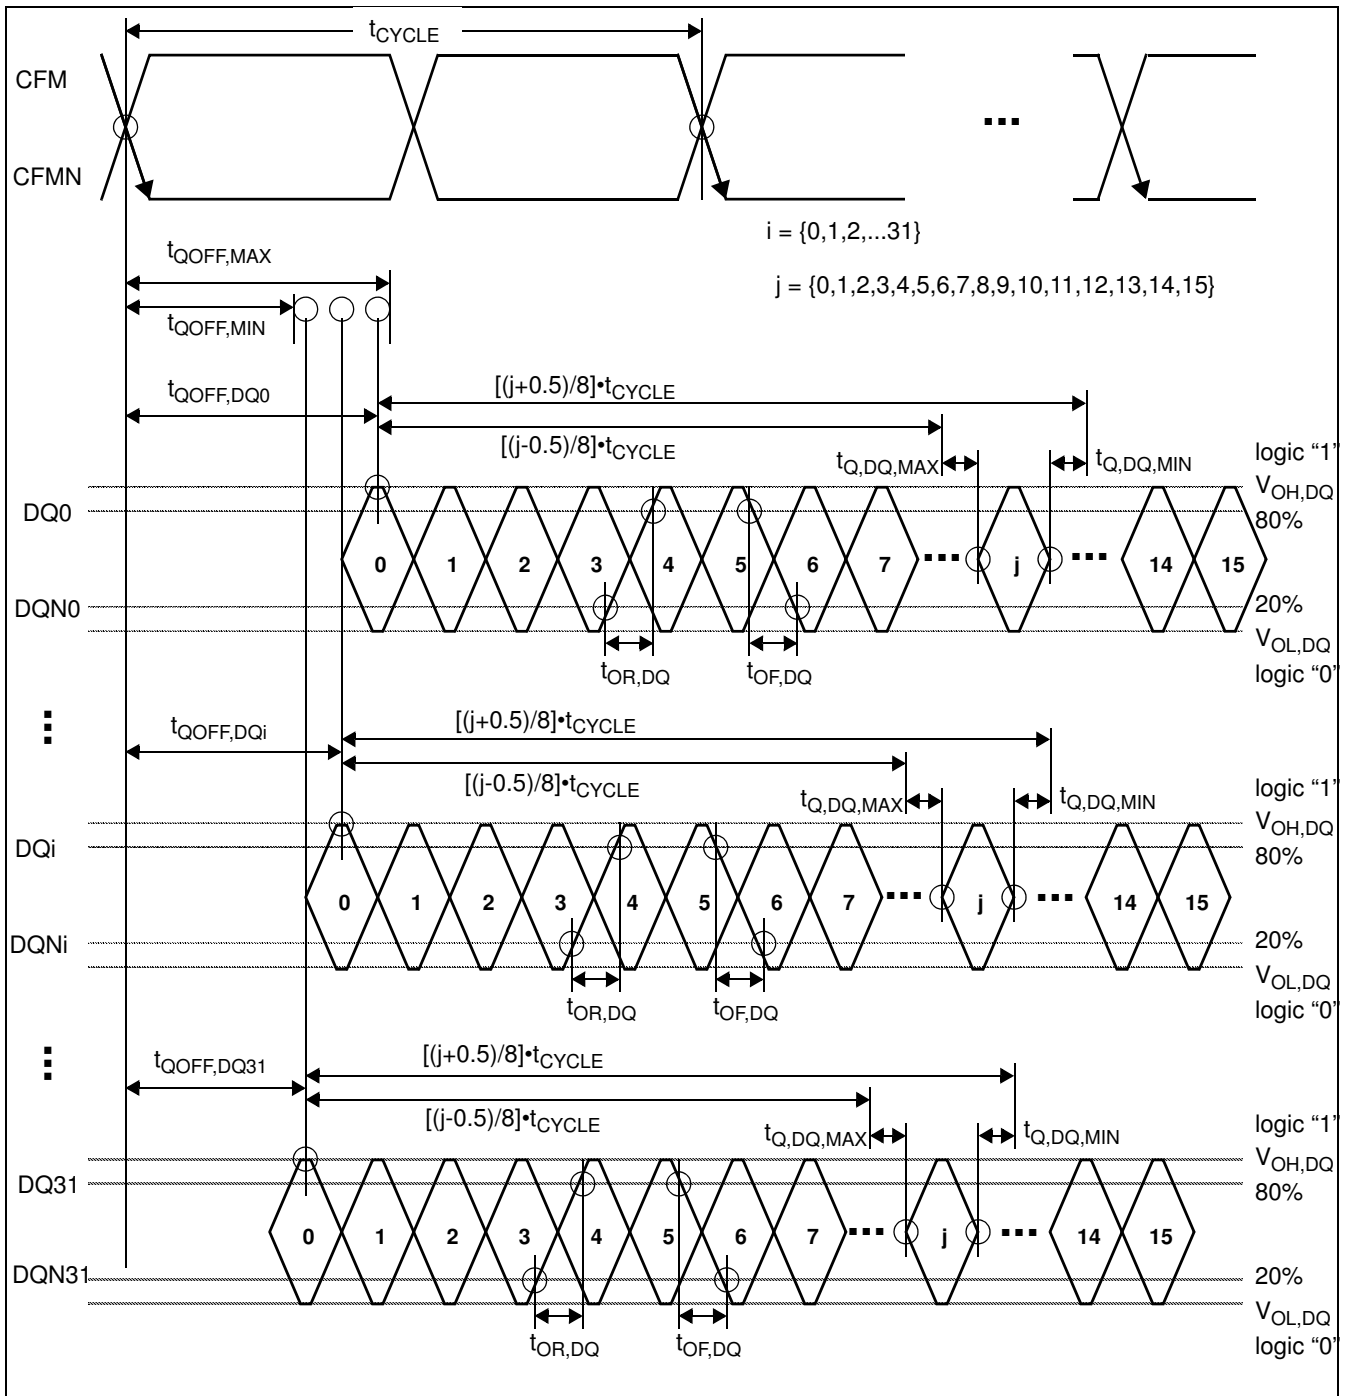 tCYCLE
CFM
CFMN
i = {0,1,2,...31}
tQOFF,MAX
j = {0,1,2,3,4,5,6,7,8,9,10,11,12,13,14,15}
tQOFF,MIN
tQOFF,DQ0
[(j+0.5)/8]•tCYCLE
[(j-0.5)/8]•tCYCLE
tQ,DQ,MAX
tQ,DQ,MIN
logic “1”
VOH,DQ
80%
DQ0
0 1 2 3 4 5 6 7 ... j ... 14 15
DQN0
20%
VOL,DQ
logic “0”
tOR,DQ
tOF,DQ
tQOFF,DQi
[(j+0.5)/8]•tCYCLE
[(j-0.5)/8]•tCYCLE
tQ,DQ,MAX
tQ,DQ,MIN
logic “1”
VOH,DQ
80%
DQi
0 1 2 3 4 5 6 7 ... j ... 14 15
DQNi
20%
VOL,DQ
logic “0”
tOR,DQ
tOF,DQ
tQOFF,DQ31
[(j+0.5)/8]•tCYCLE
[(j-0.5)/8]•tCYCLE
tQ,DQ,MAX
tQ,DQ,MIN
logic “1”
VOH,DQ
80%
DQ31
0 1 2 3 4 5 6 7 ... j ... 14 15
DQN31
20%
VOL,DQ
logic “0”
tOR,DQ
tOF,DQ